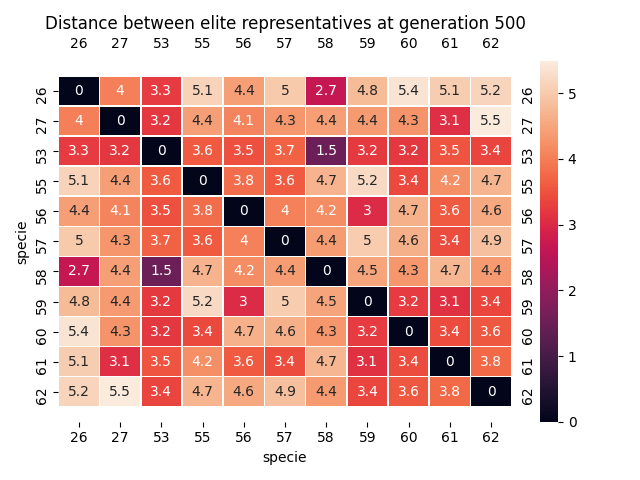 Distance between elite representatives at generation 500
26 27 53 55 56 57 58 59 60 61 62
26 0 4 3.3 5.1 4.4 5 2.7 4.8 5.4 5.1 5.2 26
27 4 0 3.2 4.4 4.1 4.3 4.4 4.4 4.3 3.1 5.5 27
53 3.3 3.2 0 3.6 3.5 3.7 1.5 3.2 3.2 3.5 3.4 53
55 5.1 4.4 3.6 0 3.8 3.6 4.7 5.2 3.4 4.2 4.7 55
56 4.4 4.1 3.5 3.8 0 4 4.2 3 4.7 3.6 4.6 56
57 5 4.3 3.7 3.6 4 0 4.4 5 4.6 3.4 4.9 57
58 2.7 4.4 1.5 4.7 4.2 4.4 0 4.5 4.3 4.7 4.4 58
59 4.8 4.4 3.2 5.2 3 5 4.5 0 3.2 3.1 3.4 59
60 5.4 4.3 3.2 3.4 4.7 4.6 4.3 3.2 0 3.4 3.6 60
61 5.1 3.1 3.5 4.2 3.6 3.4 4.7 3.1 3.4 0 3.8 61
62 5.2 5.5 3.4 4.7 4.6 4.9 4.4 3.4 3.6 3.8 0 62
26 27 53 55 56 57 58 59 60 61 62
specie
specie
5
4
3
2
1
0